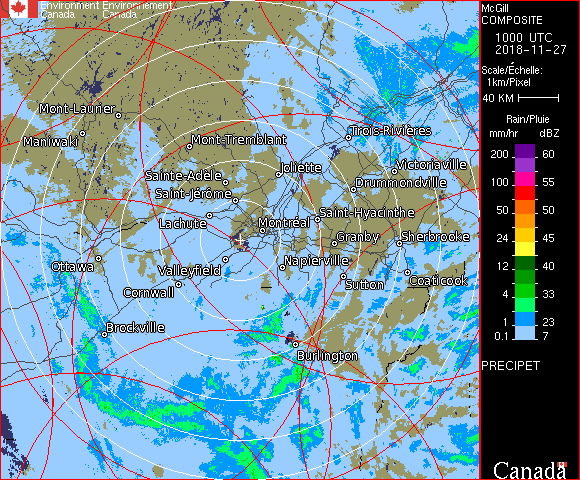 Environment Environnement
Canada Canada
McGill
COMPOSITE
1000 UTC
2018-11-27
Scale/Échelle:
1km/Pixel
40 KM
Rain/Pluie
mm/hr dBZ
200 60
100 55
50 50
24 45
12 40
8 33
4 28
1 23
0.1 7
PRECIPET
Canada
Mont-Laurier
Maniwaki
Mont-Tremblant
Trois-Rivières
Joliette
Victoriaville
Sainte-Adèle
Drummondville
Saint-Jérôme
Lachute
Saint-Hyacinthe
Montréal
Granby
Sherbrooke
Ottawa
Valleyfield
Napierville
Cornwall
Sutton
Coaticook
Brockville
Burlington